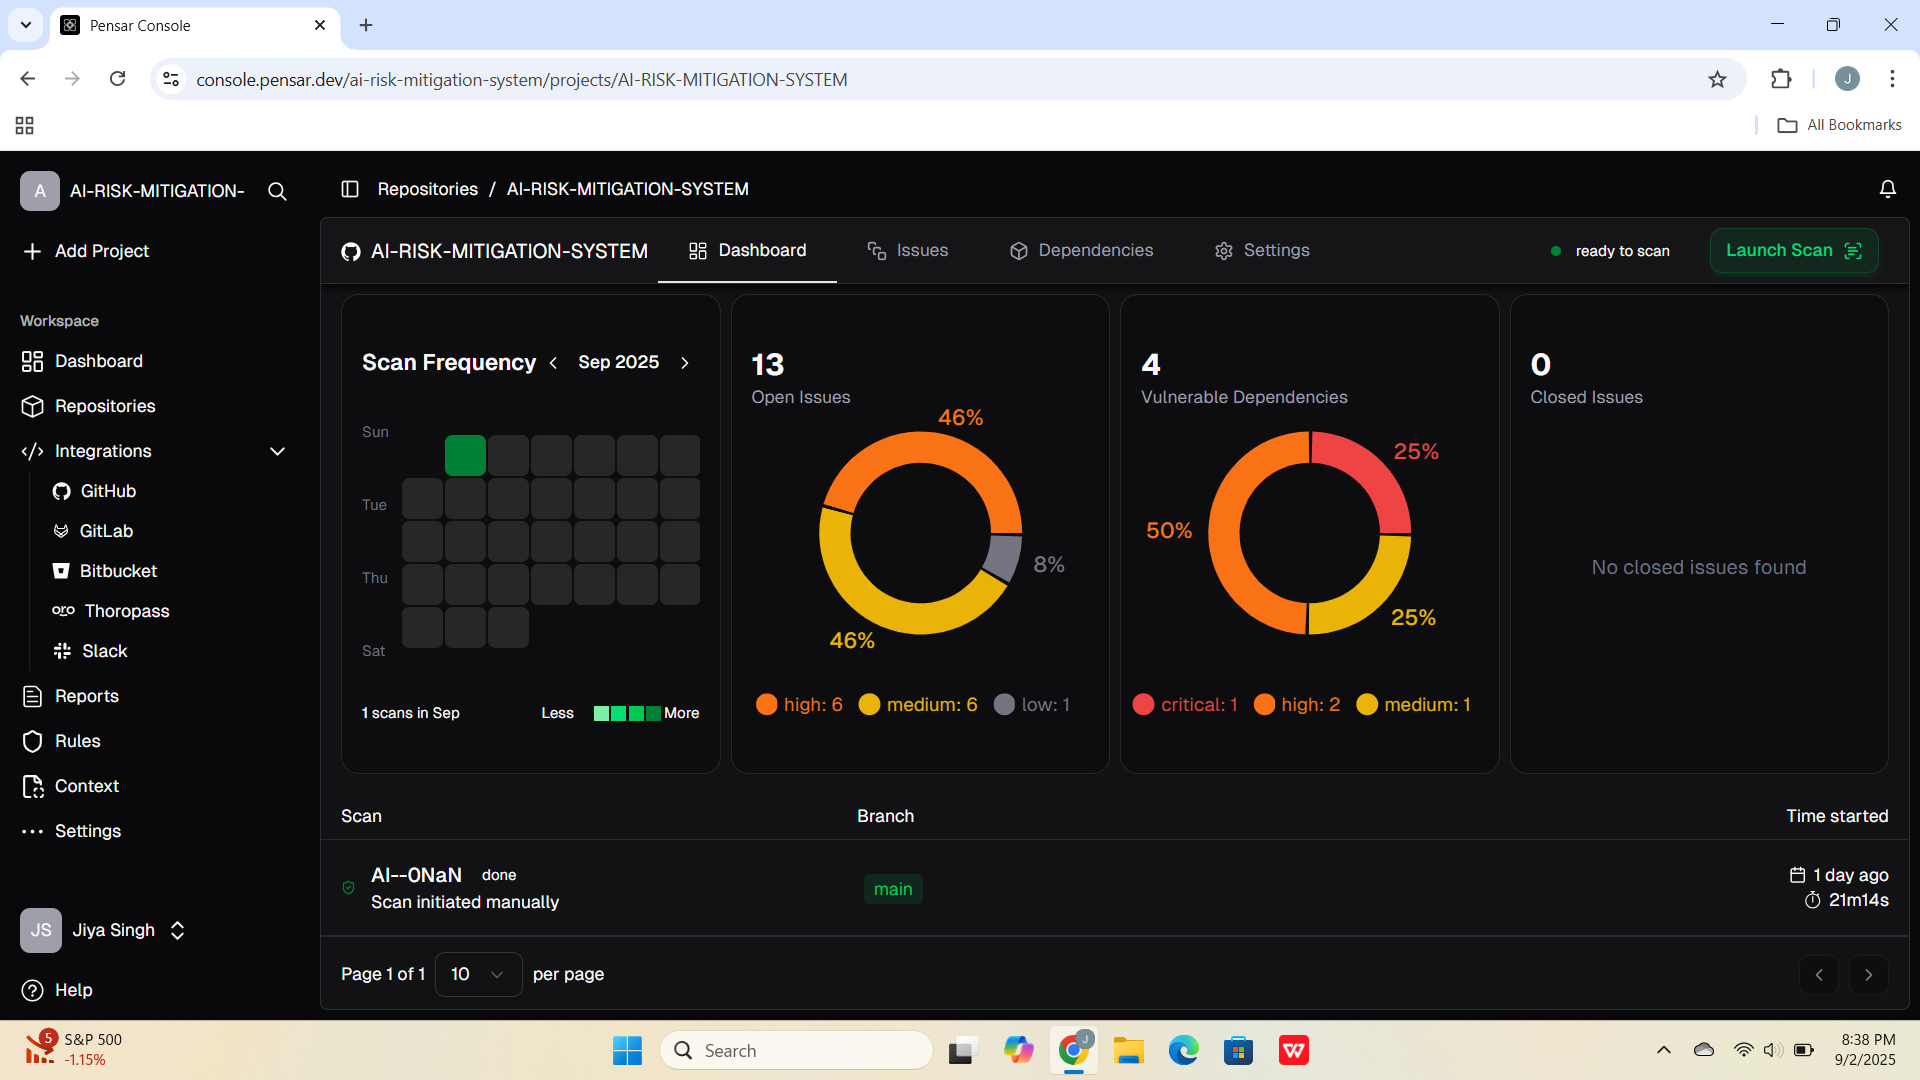 Pensar Console
console.pensar.dev/ai-risk-mitigation-system/projects/AI-RISK-MITIGATION-SYSTEM
J
All Bookmarks
A
AI-RISK-MITIGATION-
Repositories / AI-RISK-MITIGATION-SYSTEM
Add Project
AI-RISK-MITIGATION-SYSTEM
Dashboard
Issues
Dependencies
Settings
ready to scan
Launch Scan
Workspace
Dashboard
Repositories
Integrations
GitHub
GitLab
Bitbucket
oro Thoropass
Slack
Reports
Rules
Context
Settings
JS
Jiya Singh
Help
Scan Frequency
Sep 2025
Sun
Tue
Thu
Sat
1 scans in Sep
Less
More
13
Open Issues
46%
8%
46%
high: 6
medium: 6
low: 1
4
Vulnerable Dependencies
25%
50%
25%
critical: 1
high: 2
medium: 1
0
Closed Issues
No closed issues found
Scan
Branch
Time started
AI--0NaN
done
Scan initiated manually
main
1 day ago
21m14s
Page 1 of 1
10
per page
5
S&P 500
-1.15%
Search
J
W
8:38 PM
9/2/2025